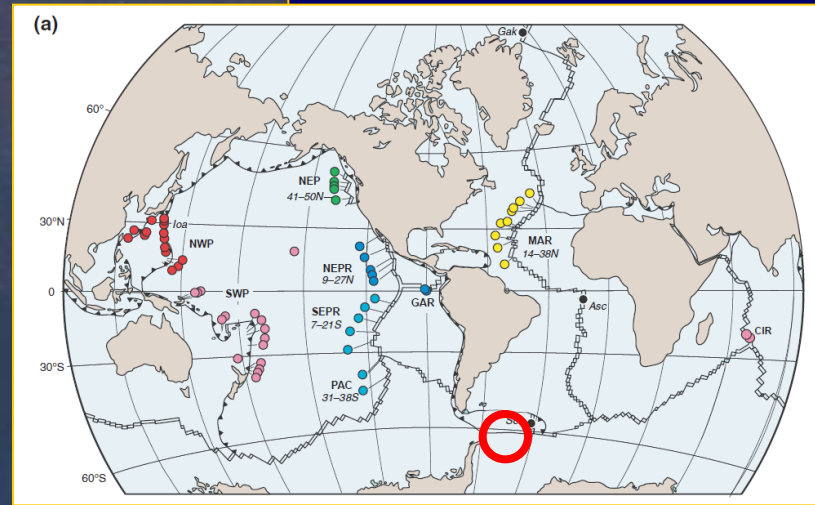 (a)
Gak
60°
NEP
41–50N
30°N
Ioa
NWP
MAR
14–38N
NEPR
9–27N
0
SWP
GAR
SEPR
7–21S
Asc
CIR
30°S
PAC
31–38S
60°S